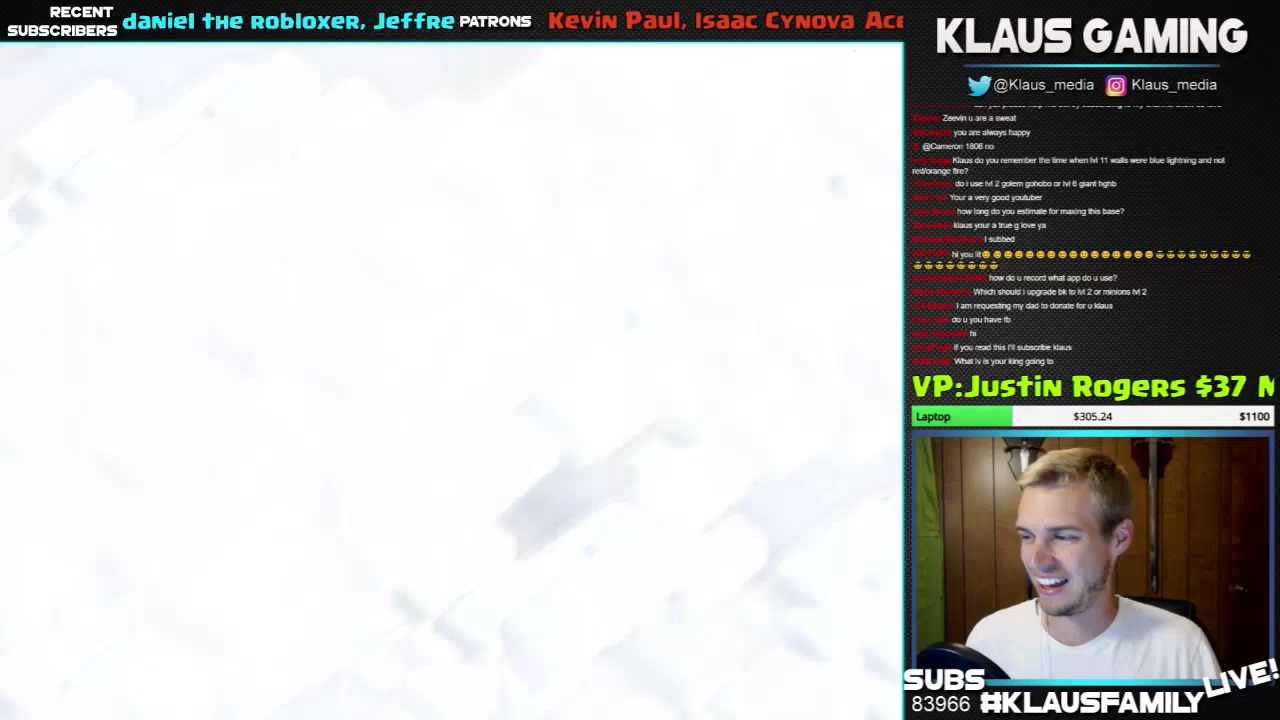 RECENT
SUBSCRIBERS
daniel the robloxer, Jeffre
PATRONS
Kevin Paul, Isaac Cynova Ace
KLAUS GAMING
@Klaus_media
Klaus_media
Zeevin u are a sweat
you are always happy
@Cameron 1806 no
Klaus do you remember the time when lvl 11 walls were blue lightning and not
red/orange fire?
do i use lvl 2 golem gohobo or lvl 6 giant hghb
Your a very good youtuber
how long do you estimate for maxing this base?
klaus your a true g love ya
I subbed
hi you lit
how do u record what app do u use?
Which should i upgrade bk to lvl 2 or minions lvl 2
I am requesting my dad to donate for u klaus
do u you have fb
hi
if you read this I'll subscribe klaus
What lv is your king going to
VP:Justin Rogers $37 M
Laptop
$305.24
$1100
SUBS
83966
#KLAUSFAMILY
LIVE!